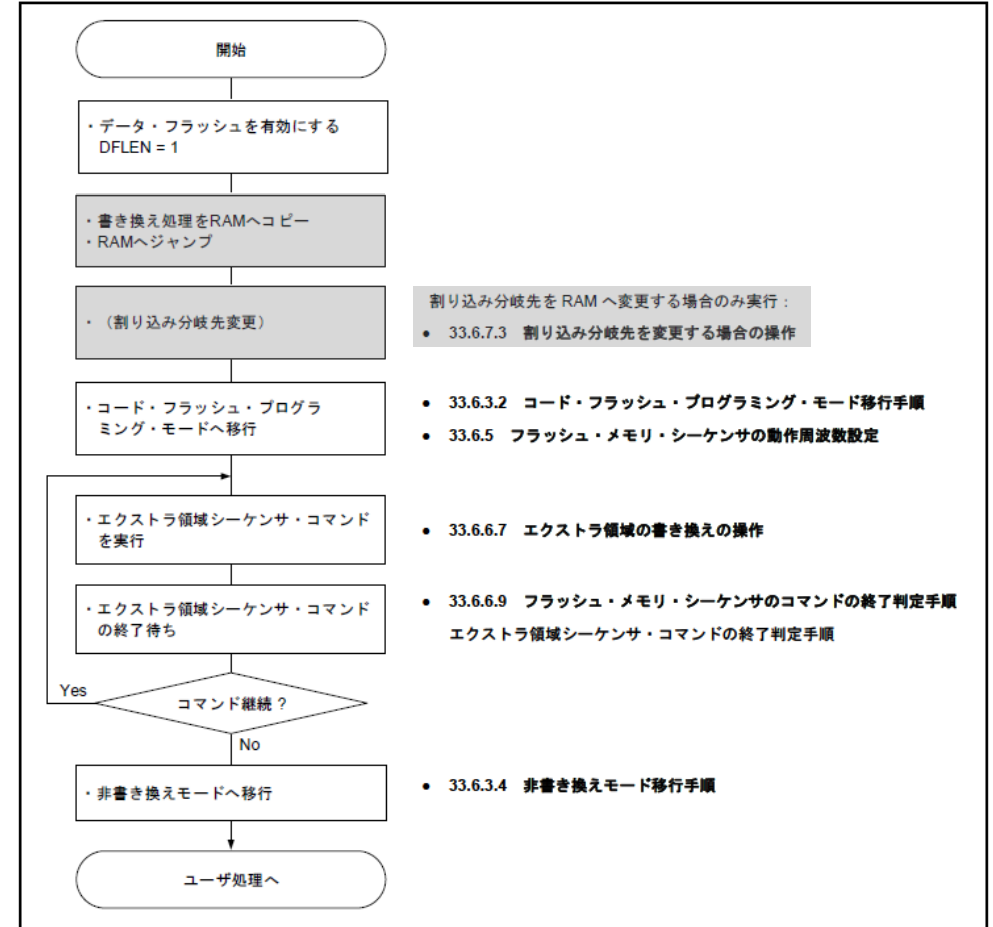 開始
・データ・フラッシュを有効にする
DFLEN = 1
・書き換え処理をRAMへコピー
・RAMへジャンプ
・（割り込み分岐先変更）
割り込み分岐先を RAM へ変更する場合のみ実行：
● 33.6.7.3 割り込み分岐先を変更する場合の操作
・コード・フラッシュ・プログラ
ミング・モードへ移行
● 33.6.3.2 コード・フラッシュ・プログラミング・モード移行手順
● 33.6.5 フラッシュ・メモリ・シーケンサの動作周波数設定
・エクストラ領域シーケンサ・コマンド
を実行
● 33.6.6.7 エクストラ領域の書き換えの操作
・エクストラ領域シーケンサ・コマンド
の終了待ち
● 33.6.6.9 フラッシュ・メモリ・シーケンサのコマンドの終了判定手順
エクストラ領域シーケンサ・コマンドの終了判定手順
Yes
コマンド継続？
No
・非書き換えモードへ移行
● 33.6.3.4 非書き換えモード移行手順
ユーザ処理へ